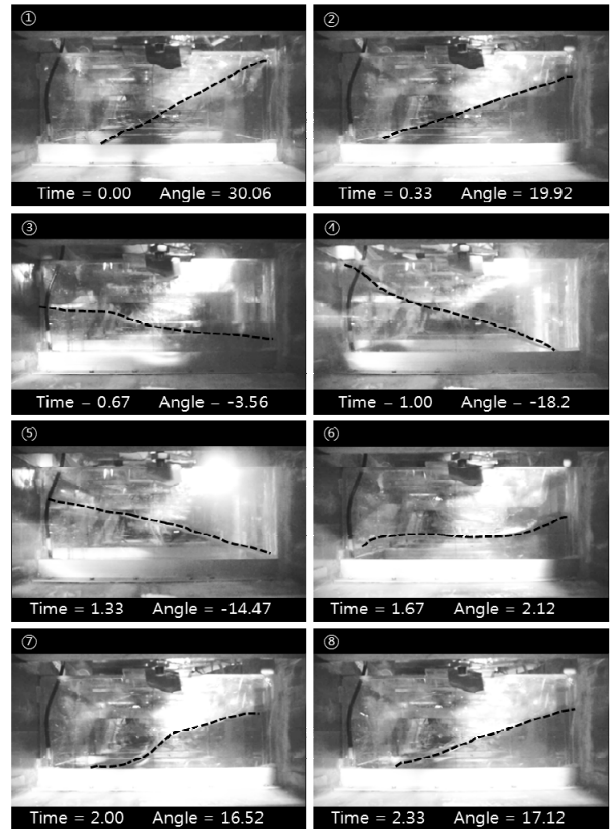 ①
②
Time = 0.00 Angle = 30.06
Time = 0.33 Angle = 19.92
③
④
Time = 0.67 Angle = -3.56
Time = 1.00 Angle = -18.2
⑤
⑥
Time = 1.33 Angle = -14.47
Time = 1.67 Angle = 2.12
⑦
⑧
Time = 2.00 Angle = 16.52
Time = 2.33 Angle = 17.12